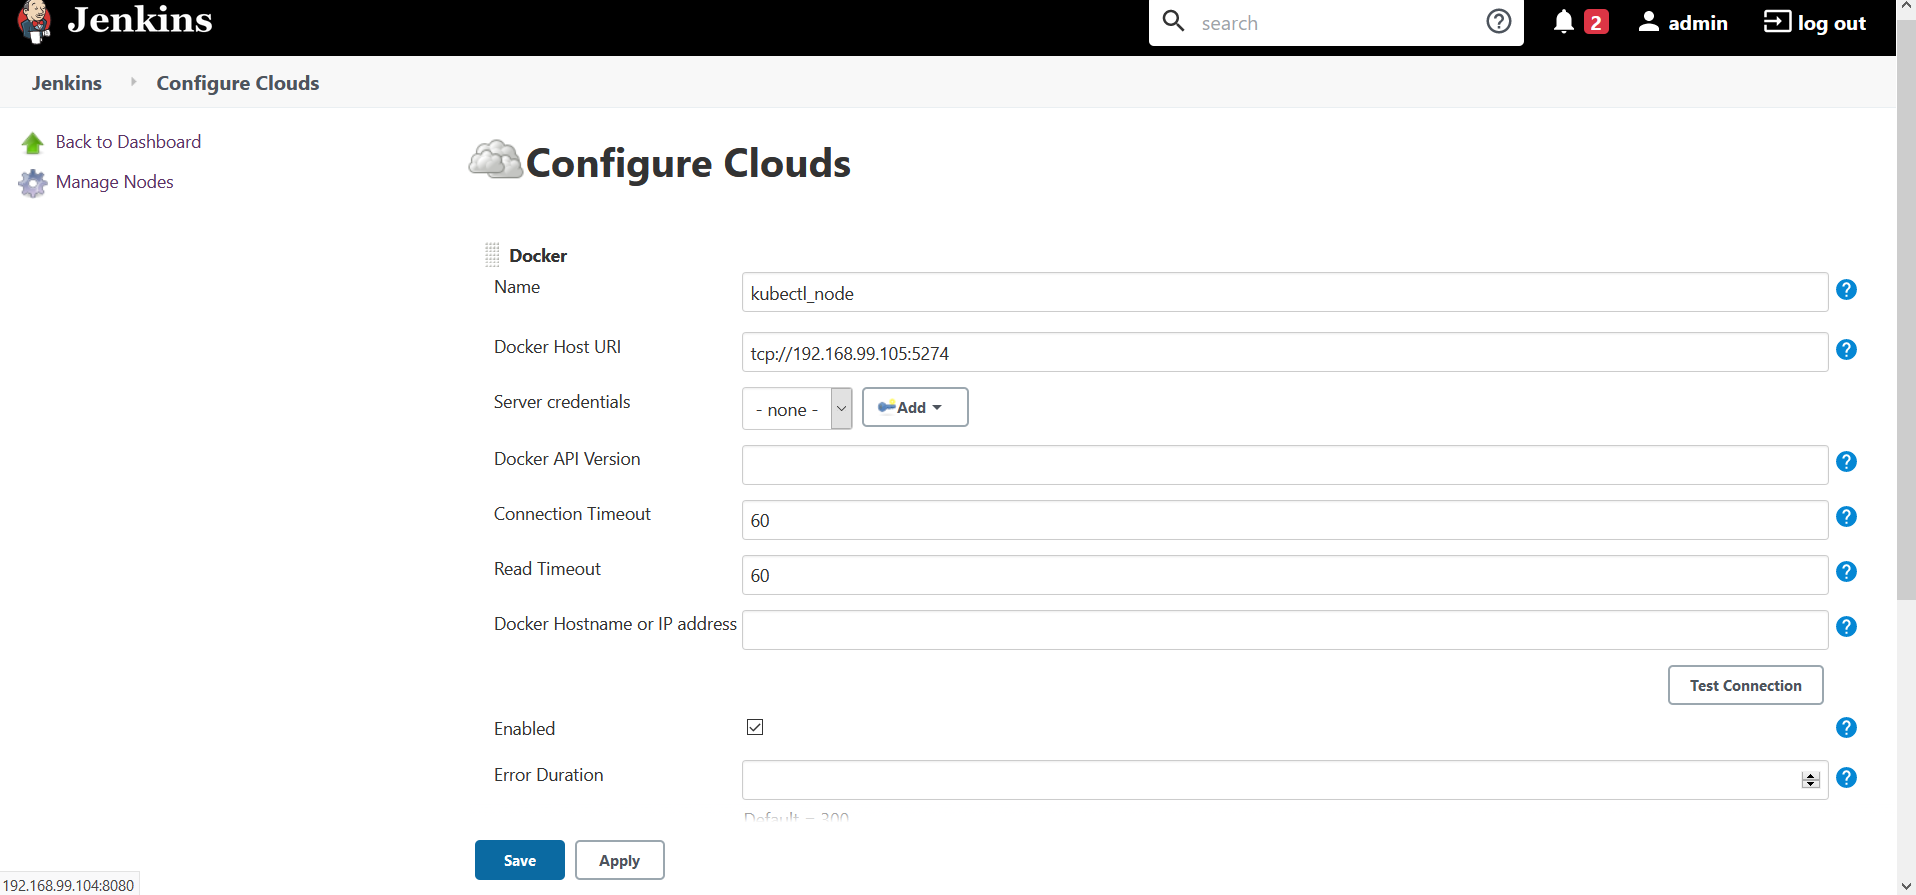 Jenkins
search
2
admin
log out
Jenkins
Configure Clouds
Back to Dashboard
Manage Nodes
Configure Clouds
Docker
Name
kubectl_node
?
Docker Host URI
tcp://192.168.99.105:5274
?
Server credentials
- none -
Add
Docker API Version
?
Connection Timeout
60
?
Read Timeout
60
?
Docker Hostname or IP address
?
Test Connection
Enabled
?
Error Duration
?
Default = 300
Save
Apply
192.168.99.104:8080